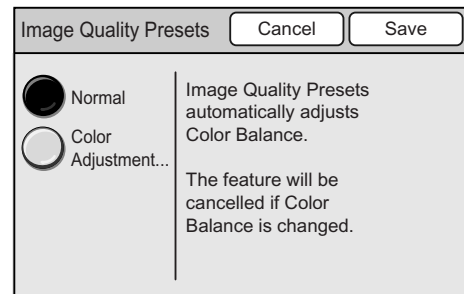 Image Quality Presets Cancel Save
Normal
Color
Adjustment...
Image Quality Presets
automatically adjusts
Color Balance.
The feature will be
cancelled if Color
Balance is changed.